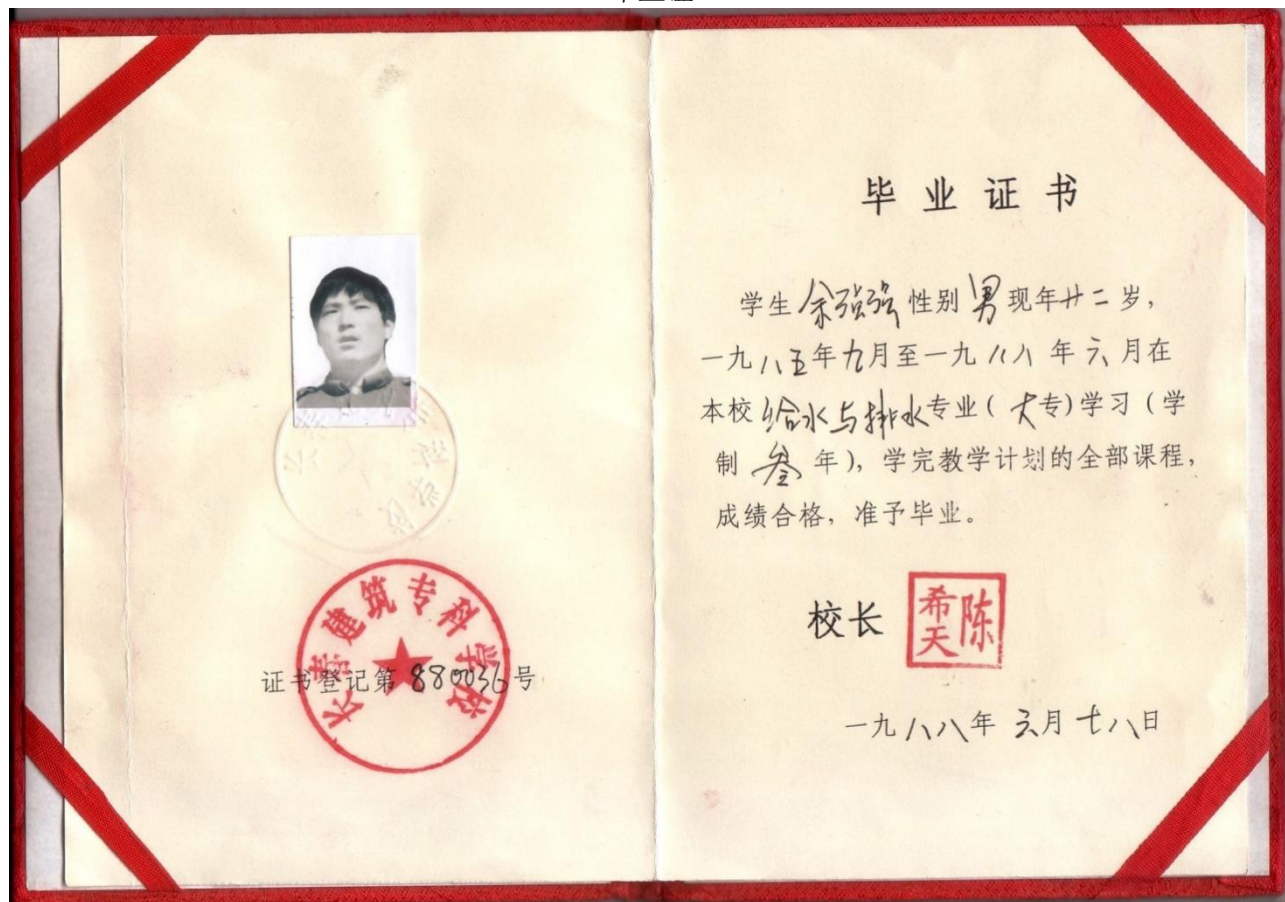 长春建筑专科学校
证书登记第880036号
毕业证书
学生余强强性别男现年廿二岁，
一九八五年九月至一九八八年六月在
本校给水与排水专业（大专）学习（学
制叁年），学完教学计划的全部课程，
成绩合格，准予毕业。
校长
陈希天
一九八八年六月十八日